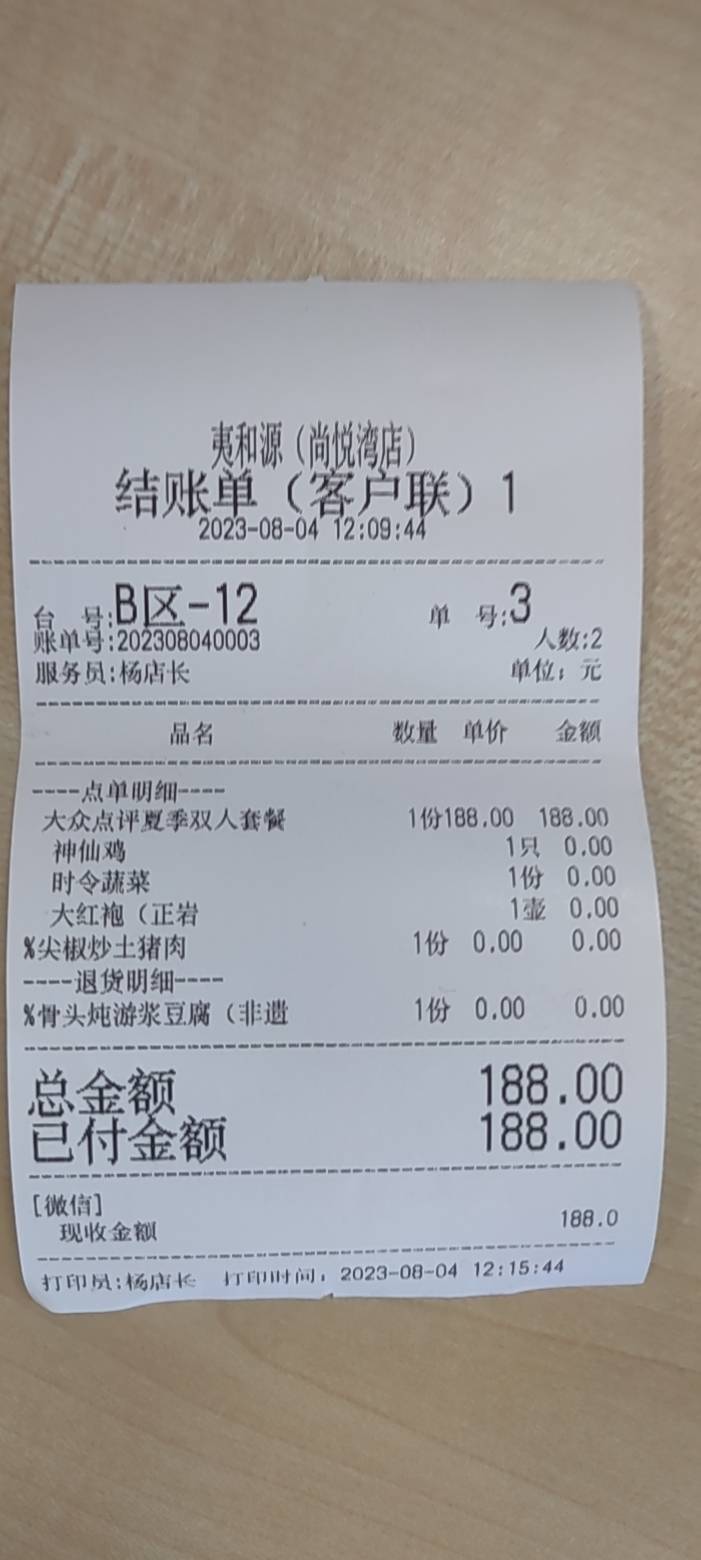 夷和源（尚悦湾店）
结账单（客户联）1
2023-08-04 12:09:44
台 号:B区-12 单 号:3
账单号:202308040003 人数:2
服务员:杨店长 单位：元
品名 数量 单价 金额
----点单明细----
大众点评夏季双人套餐 1份188.00 188.00
神仙鸡 1只 0.00
时令蔬菜 1份 0.00
大红袍（正岩 1壶 0.00
%尖椒炒土猪肉 1份 0.00 0.00
----退货明细----
%骨头炖游浆豆腐（非遗 1份 0.00 0.00
总金额 188.00
已付金额 188.00
[微信]
现收金额 188.0
打印员:杨店长 打印时间：2023-08-04 12:15:44